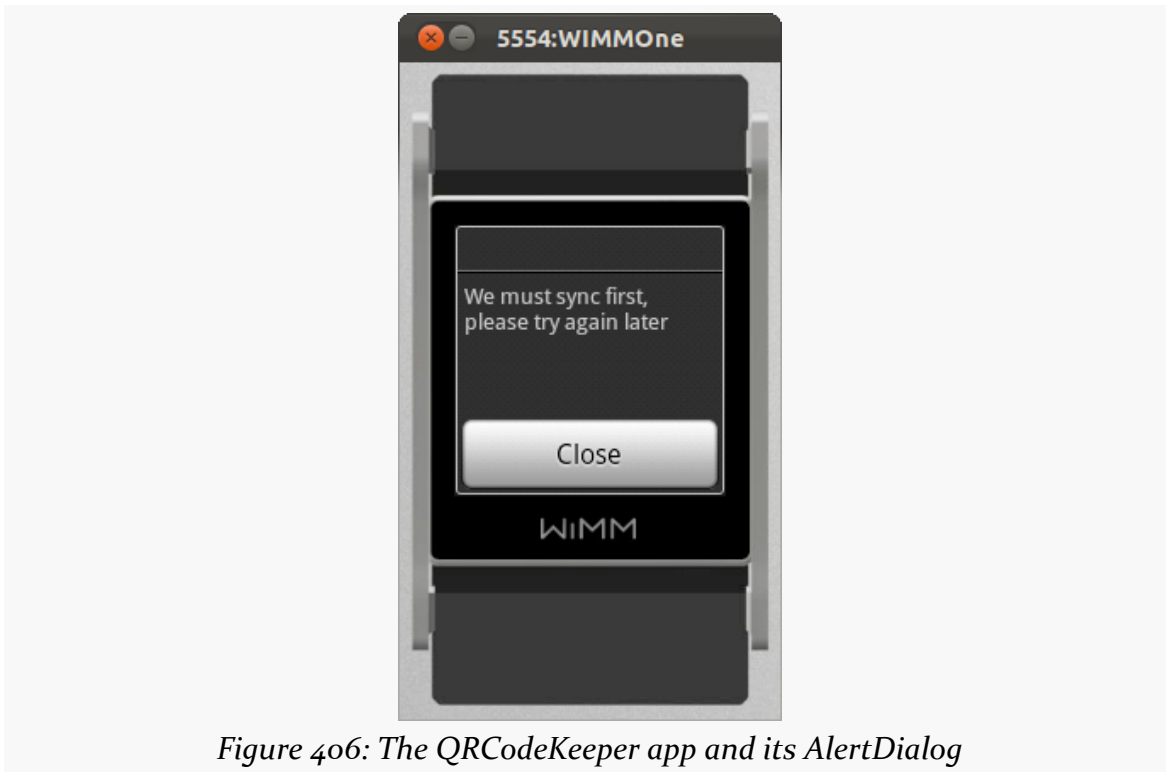 5554:WIMMOne
We must sync first,
please try again later
Close
WIMM
Figure 406: The QRCodeKeeper app and its AlertDialog